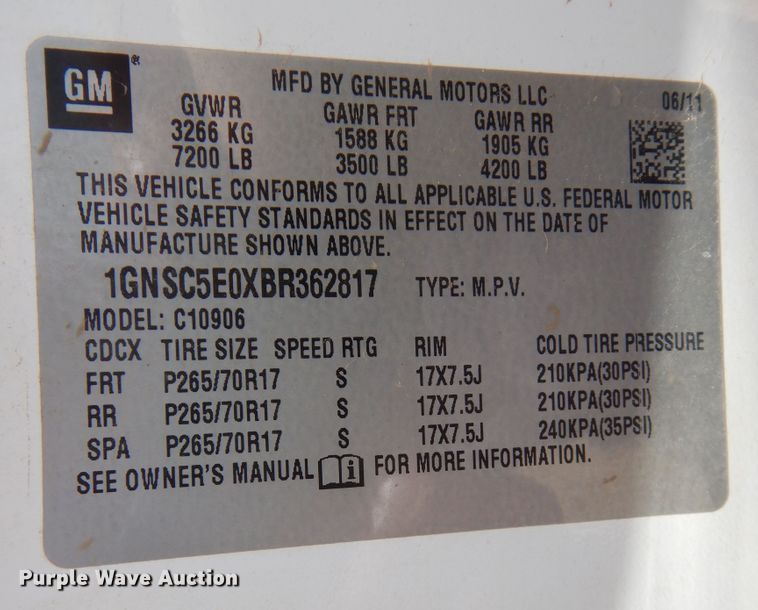 GM
®
MFD BY GENERAL MOTORS LLC 06/11
GVWR GAWR FRT GAWR RR
3266 KG 1588 KG 1905 KG
7200 LB 3500 LB 4200 LB
THIS VEHICLE CONFORMS TO ALL APPLICABLE U.S. FEDERAL MOTOR
VEHICLE SAFETY STANDARDS IN EFFECT ON THE DATE OF
MANUFACTURE SHOWN ABOVE.
1GNSC5E0XBR362817 TYPE: M.P.V.
MODEL: C10906
CDCX TIRE SIZE SPEED RTG RIM COLD TIRE PRESSURE
FRT P265/70R17 S 17X7.5J 210KPA(30PSI)
RR P265/70R17 S 17X7.5J 210KPA(30PSI)
SPA P265/70R17 S 17X7.5J 240KPA(35PSI)
SEE OWNER'S MANUAL i FOR MORE INFORMATION.
Purple Wave Auction